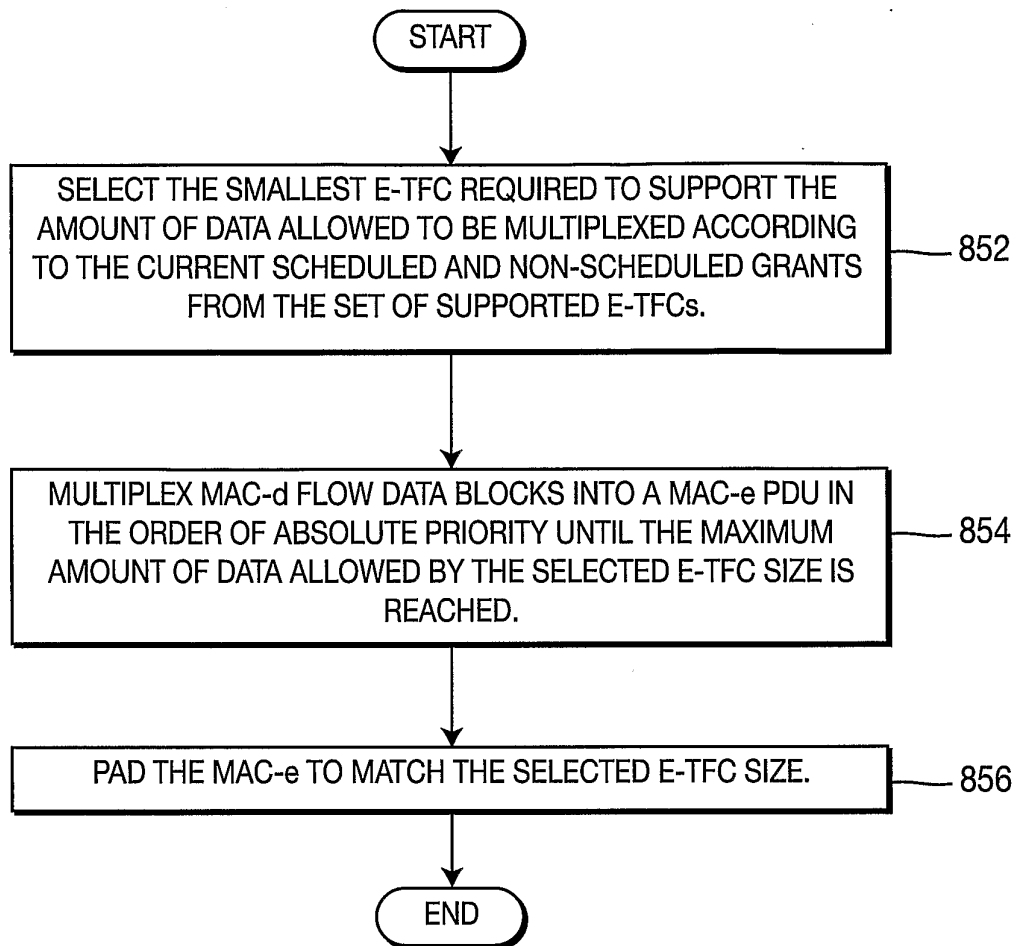 START
SELECT THE SMALLEST E-TFC REQUIRED TO SUPPORT THE
AMOUNT OF DATA ALLOWED TO BE MULTIPLEXED ACCORDING
TO THE CURRENT SCHEDULED AND NON-SCHEDULED GRANTS
FROM THE SET OF SUPPORTED E-TFCs.
852
MULTIPLEX MAC-d FLOW DATA BLOCKS INTO A MAC-e PDU IN
THE ORDER OF ABSOLUTE PRIORITY UNTIL THE MAXIMUM
AMOUNT OF DATA ALLOWED BY THE SELECTED E-TFC SIZE IS
REACHED.
854
PAD THE MAC-e TO MATCH THE SELECTED E-TFC SIZE.
856
END